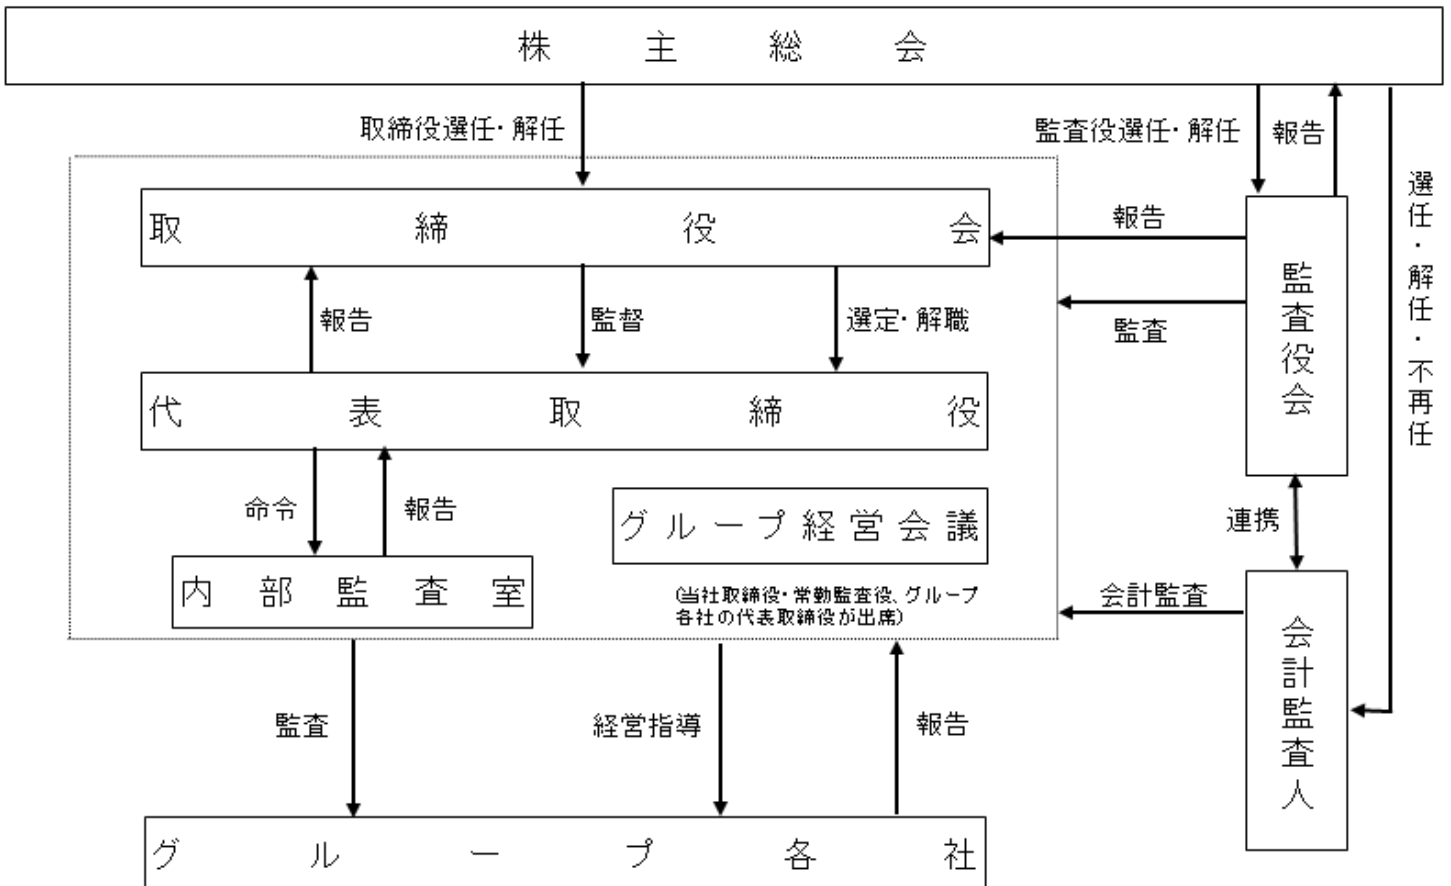 株主総会
取締役選任・解任
監査役選任・解任
報告
選任・解任・不再任
取締役会
報告
監査
監査役会
報告
監督
選定・解職
代表取締役
命令
報告
グループ経営会議
連携
内部監査室
(当社取締役・常勤監査役、グループ
各社の代表取締役が出席)
会計監査
会計監査人
監査
経営指導
報告
グループ各社